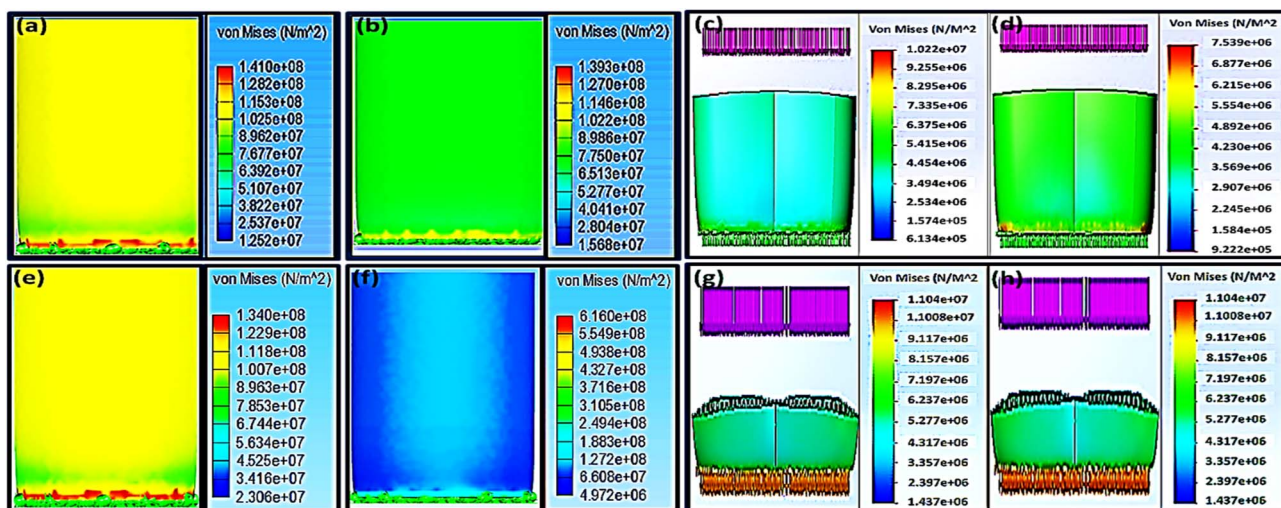 (a)
von Mises (N/m^2)
1.410e+08
1.282e+08
1.153e+08
1.025e+08
8.962e+07
7.677e+07
6.392e+07
5.107e+07
3.822e+07
2.537e+07
1.252e+07
(b)
von Mises (N/m^2)
1.393e+08
1.270e+08
1.146e+08
1.022e+08
8.986e+07
7.750e+07
6.513e+07
5.277e+07
4.041e+07
2.804e+07
1.568e+07
(c)
Von Mises (N/M^2
1.022e+07
9.255e+06
8.295e+06
7.335e+06
6.375e+06
5.415e+06
4.454e+06
3.494e+06
2.534e+06
1.574e+05
6.134e+05
(d)
Von Mises (N/M^2
7.539e+06
6.877e+06
6.215e+06
5.554e+06
4.892e+06
4.230e+06
3.569e+06
2.907e+06
2.245e+06
1.584e+05
9.222e+05
(e)
von Mises (N/m^2)
1.340e+08
1.229e+08
1.118e+08
1.007e+08
8.963e+07
7.853e+07
6.744e+07
5.634e+07
4.525e+07
3.416e+07
2.306e+07
(f)
von Mises (N/m^2)
6.160e+08
5.549e+08
4.938e+08
4.327e+08
3.716e+08
3.105e+08
2.494e+08
1.883e+08
1.272e+08
6.608e+07
4.972e+06
(g)
Von Mises (N/M^2
1.104e+07
1.1008e+07
9.117e+06
8.157e+06
7.197e+06
6.237e+06
5.277e+06
4.317e+06
3.357e+06
2.397e+06
1.437e+06
(h)
Von Mises (N/M^2
1.104e+07
1.1008e+07
9.117e+06
8.157e+06
7.197e+06
6.237e+06
5.277e+06
4.317e+06
3.357e+06
2.397e+06
1.437e+06